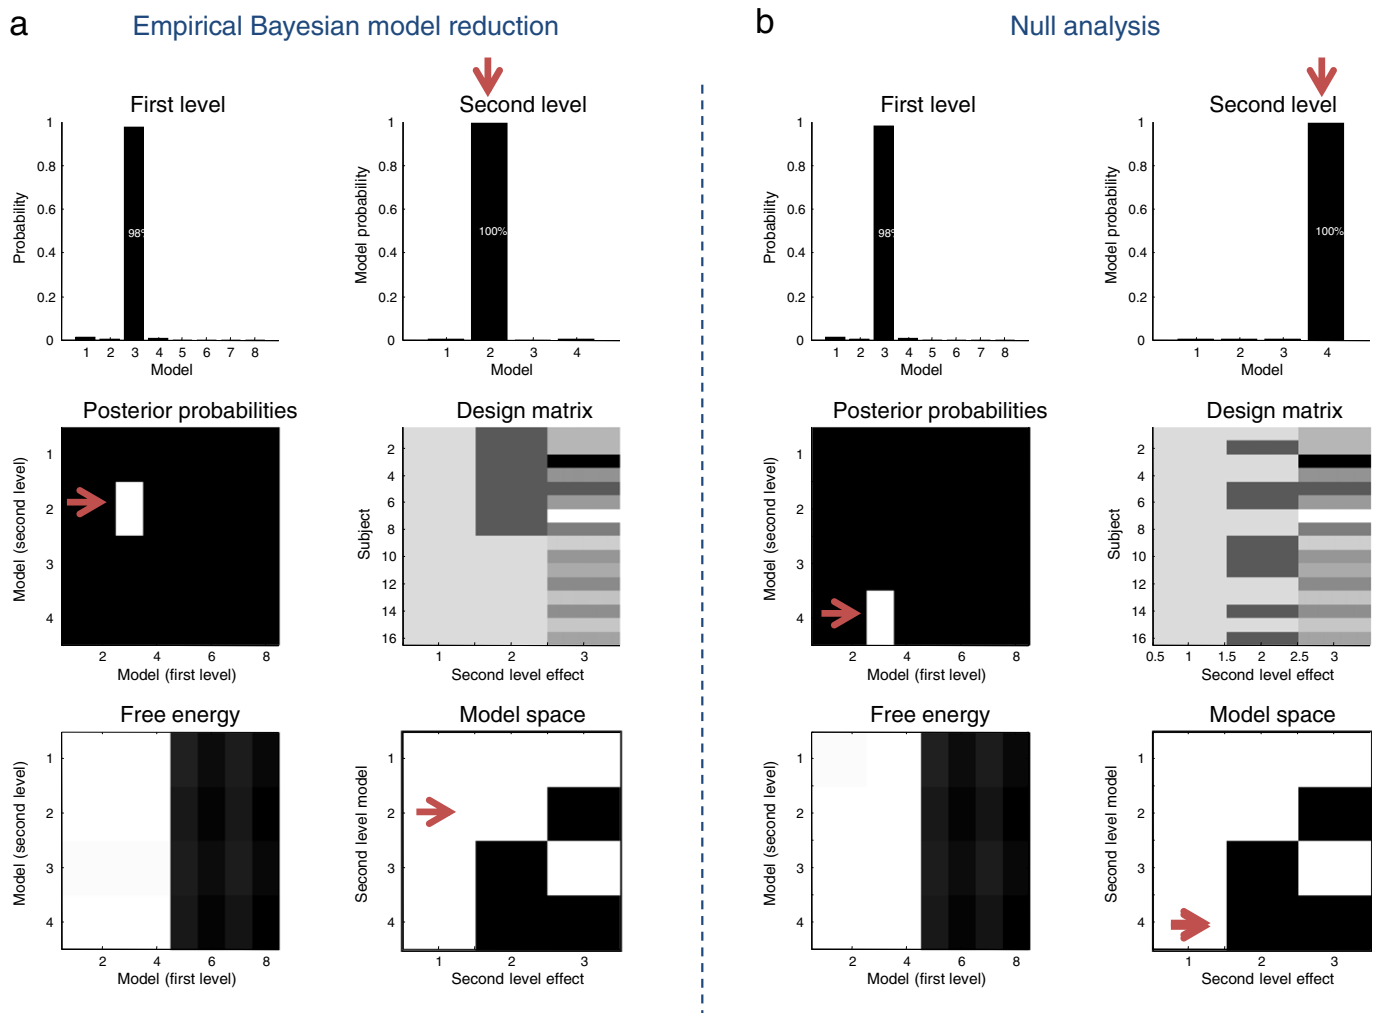 a
Empirical Bayesian model reduction
b
Null analysis
First level
Probability
1
0.8
0.6
0.4
0.2
0
98%
1 2 3 4 5 6 7 8
Model
Second level
Model probability
1
0.8
0.6
0.4
0.2
0
100%
1 2 3 4
Model
First level
Probability
1
0.8
0.6
0.4
0.2
0
98%
1 2 3 4 5 6 7 8
Model
Second level
Model probability
1
0.8
0.6
0.4
0.2
0
100%
1 2 3 4
Model
Posterior probabilities
Model (second level)
1
2
3
4
2 4 6 8
Model (first level)
Design matrix
Subject
2
4
6
8
10
12
14
16
1 2 3
Second level effect
Posterior probabilities
Model (second level)
1
2
3
4
2 4 6 8
Model (first level)
Design matrix
Subject
2
4
6
8
10
12
14
16
0.5 1 1.5 2 2.5 3
Second level effect
Free energy
Model (second level)
1
2
3
4
2 4 6 8
Model (first level)
Model space
Second level model
1
2
3
4
1 2 3
Second level effect
Free energy
Model (second level)
1
2
3
4
2 4 6 8
Model (first level)
Model space
Second level model
1
2
3
4
1 2 3
Second level effect